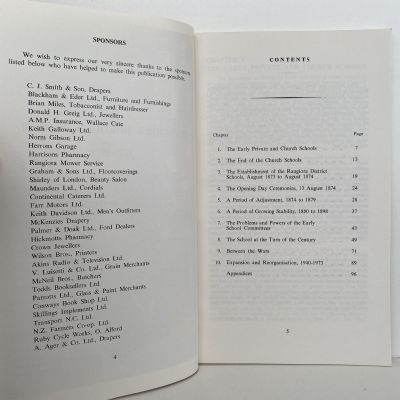 SPONSORS
We wish to express our very sincere thanks to the sponsors
listed below who have helped to make this publication possible.
C. J. Smith & Son, Drapers
Blackham & Eder Ltd., Furniture and Furnishings
Brian Miles, Tobacconist and Hairdresser
Donald H. Greig Ltd., Jewellers
A.M.P. Insurance, Wallace Cate
Keith Galloway Ltd.
Norm Gibson Ltd.
Herrons Garage
Harrisons Pharmacy
Rangiora Mower Service
Graham & Sons Ltd., Floorcoverings
Shirley of London, Beauty Salon
Maunders Ltd., Cordials
Continental Caterers Ltd.
Farr Motors Ltd.
Keith Davidson Ltd., Men's Outfitters
McKenzies Drapery
Palmer & Doak Ltd., Ford Dealers
Hickmotts Pharmacy
Crown Jewellers
Wilson Bros., Printers
Akins Radio & Television Ltd.
V. Luisetti & Co. Ltd., Grain Merchants
McNeil Bros., Butchers
Todds Booksellers Ltd.
Parrotts Ltd., Glass & Paint Merchants
Conways Book Shop Ltd.
Skillings Implements Ltd.
Transport N.C. Ltd.
N.Z. Farmers Co-op. Ltd.
Ruby Cycle Works, O. Alford
A. Ager & Co. Ltd., Drapers
4
CONTENTS
Chapter Page
1. The Early Private and Church Schools 7
2. The End of the Church Schools 13
3. The Establishment of the Rangiora District
Schools, August 1873 to August 1874 19
4. The Opening Day Ceremonies, 13 August 1874 24
5. A Period of Adjustment, 1874 to 1879 26
6. A Period of Growing Stability, 1880 to 1898 37
7. The Problems and Powers of the Early
School Committees 43
8. The School at the Turn of the Century 49
9. Between the Wars 60
10. Expansion and Reorganisation, 1940-1973 89
Appendices 96
5